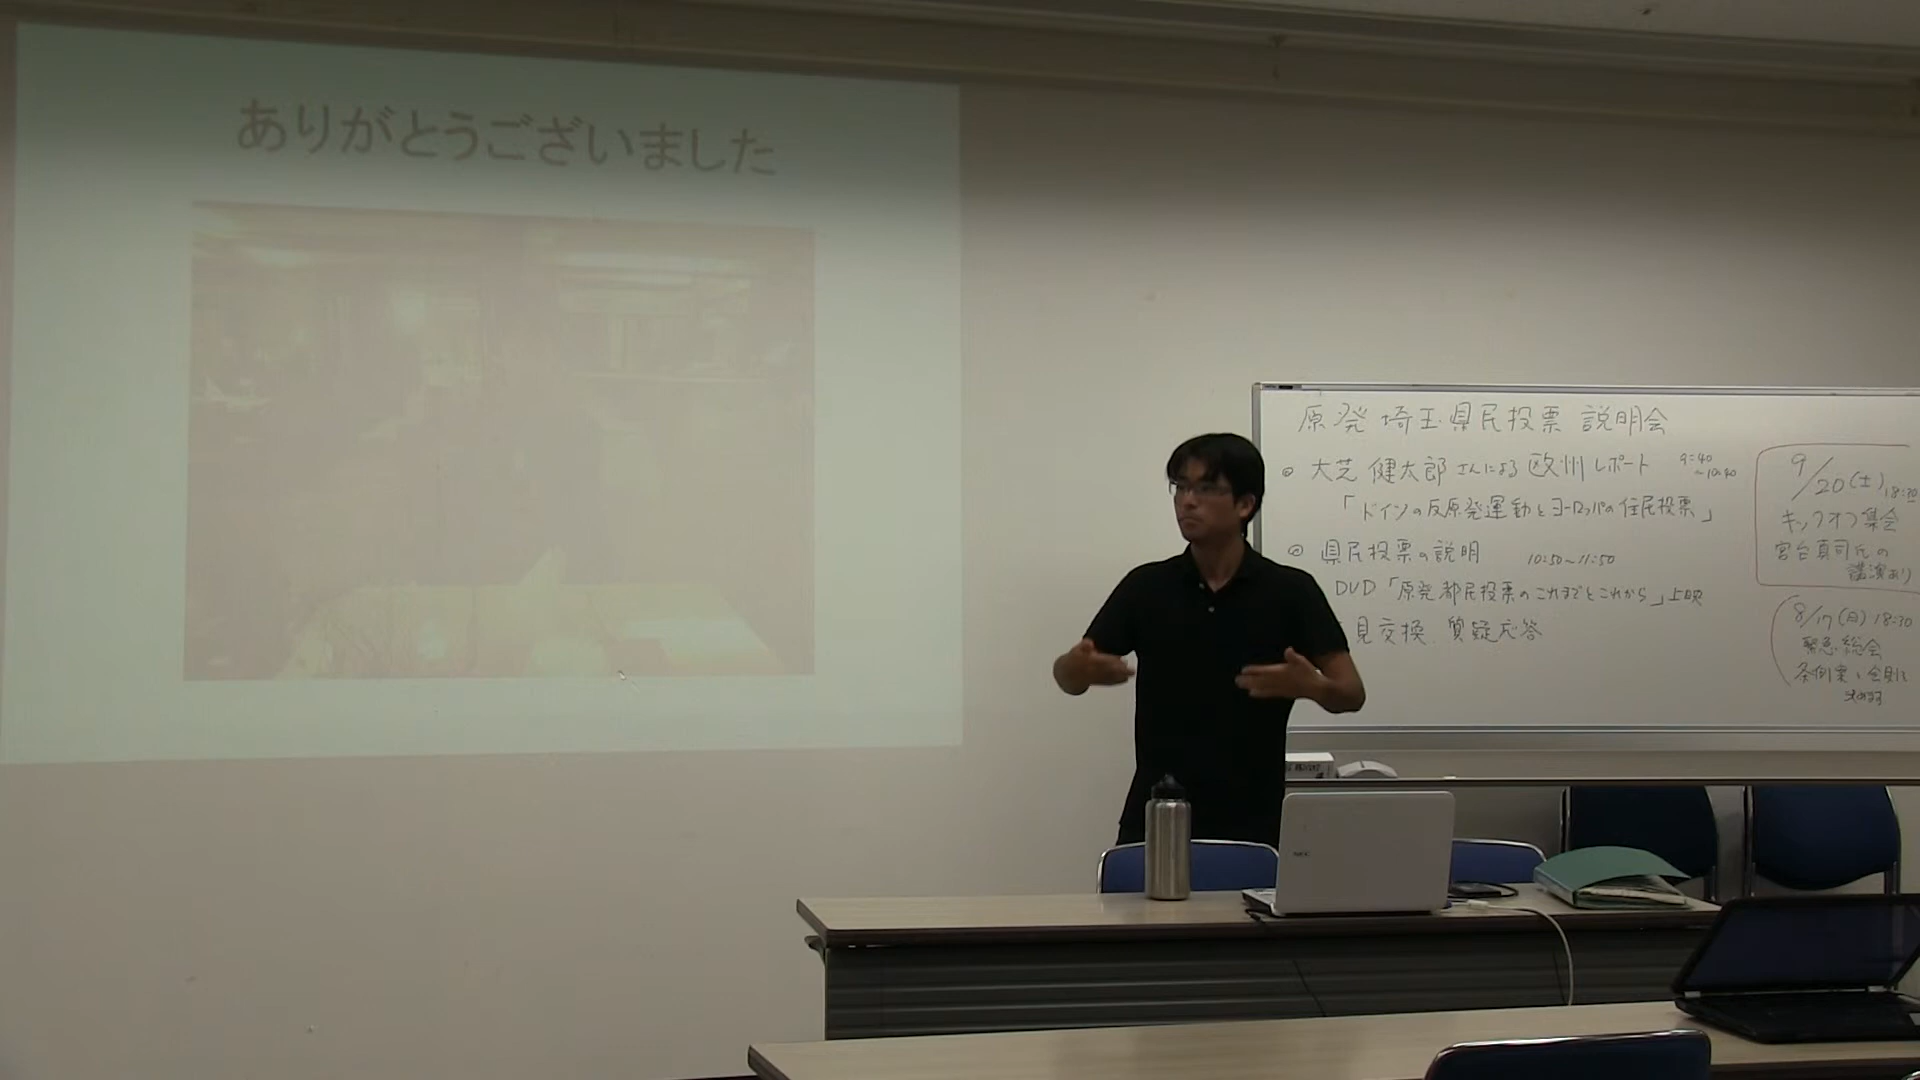 ありがとうございました
原発 埼玉県民投票 説明会
◎ 大芝 健太郎さんによる 欧州 レポート 9:40 ~10:40
「ドイツの反原発運動とヨーロッパの住民投票」
◎ 県民投票の説明 10:50~11:50
DVD「原発都民投票のこれまでとこれから」上映
見交換、質疑応答
9/20(土) 18:30
キックオフ集会
宮台真司氏の
講演あり
8/17(月) 18:30
緊急総会
条例案、会則を
NEC